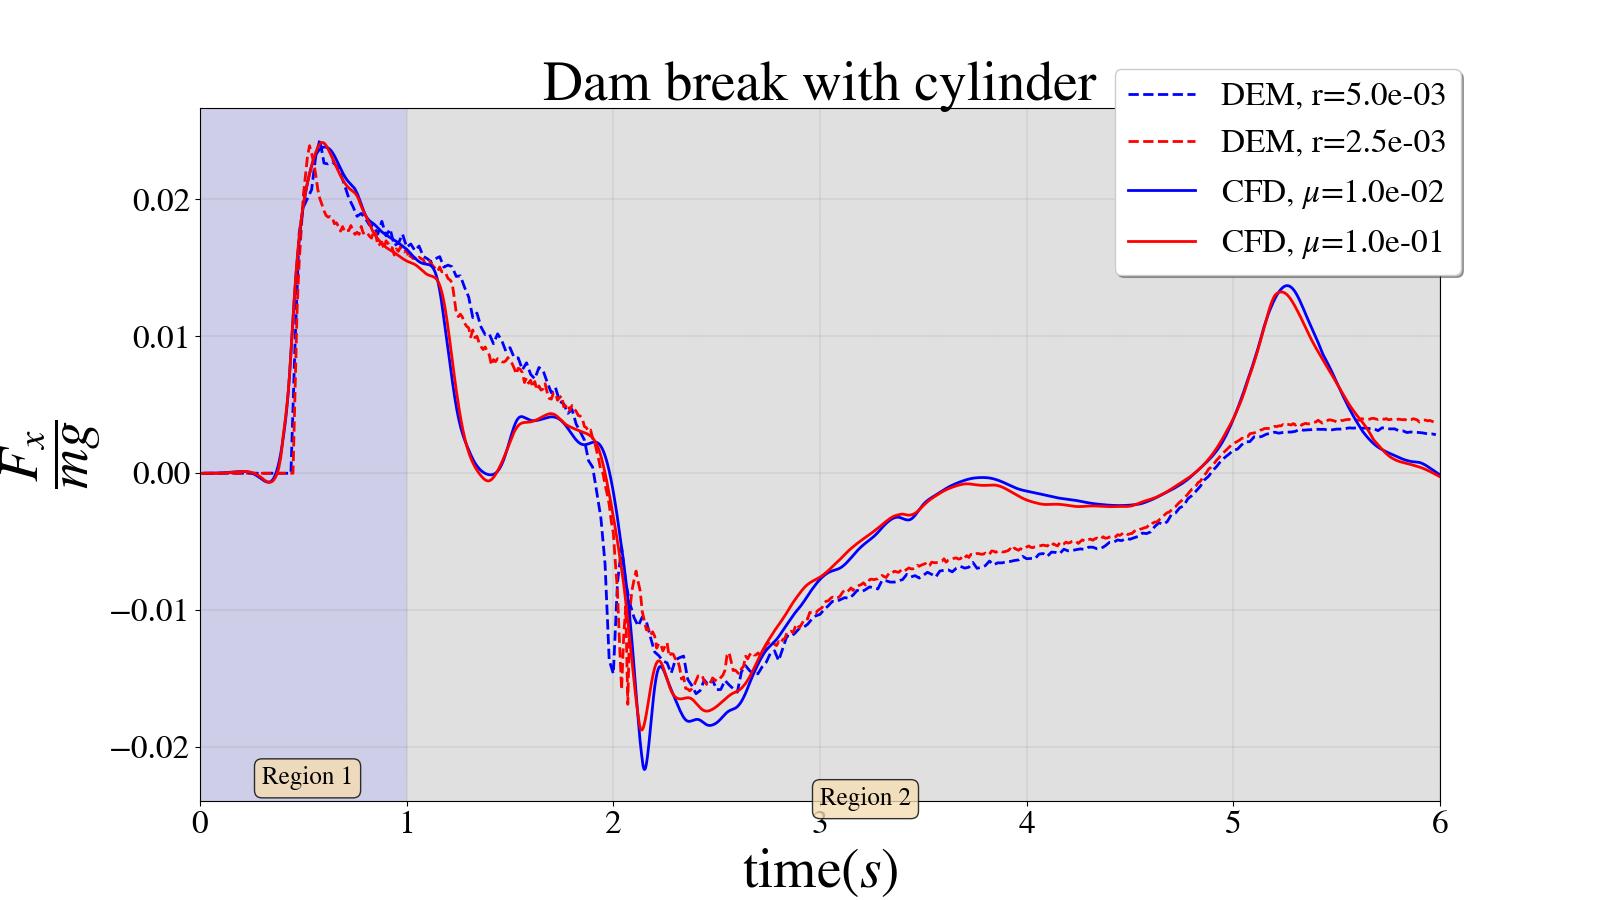 Dam break with cylinder
DEM, r=5.0e-03
DEM, r=2.5e-03
CFD, μ=1.0e-02
CFD, μ=1.0e-01
F_x
mg
0.02
0.01
0.00
−0.01
−0.02
Region 1
Region 2
0 1 2 3 4 5 6
time(s)